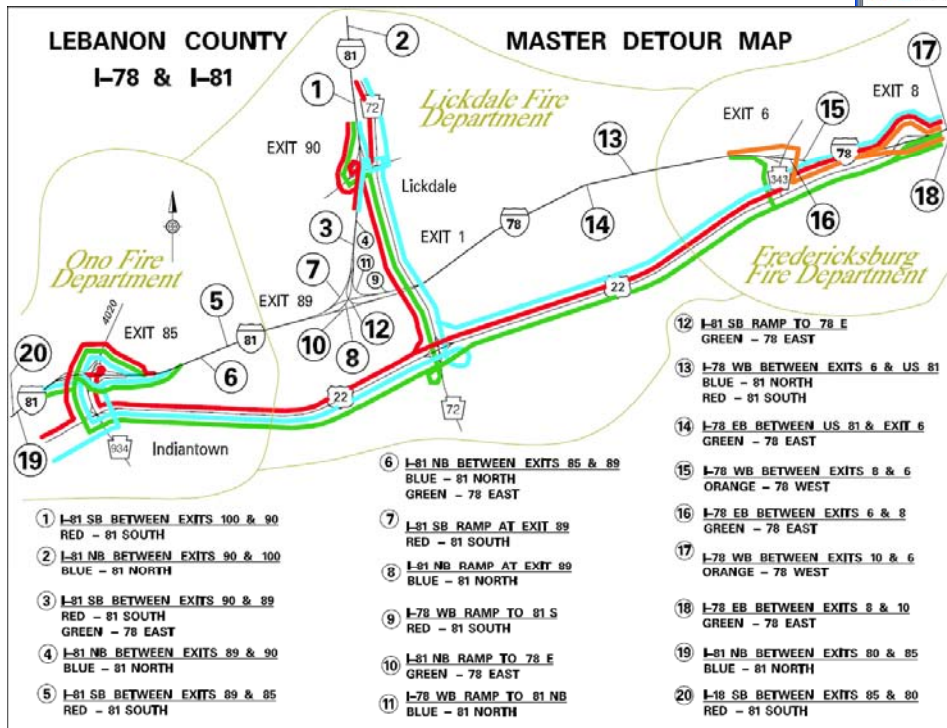 LEBANON COUNTY
I-78 & I-81
MASTER DETOUR MAP
2
81
1
72
Lickdale Fire
Department
EXIT 90
Lickdale
17
EXIT 8
15
EXIT 6
13
78
343
18
16
14
78
EXIT 1
3
4
11
9
7
Fredericksburg
Fire Department
Ono Fire
Department
4020
5
EXIT 89
EXIT 85
20
81
6
10
12
8
22
22
81
19
934
Indiantown
72
1 I-81 SB BETWEEN EXITS 100 & 90
RED - 81 SOUTH
2 I-81 NB BETWEEN EXITS 90 & 100
BLUE - 81 NORTH
3 I-81 SB BETWEEN EXITS 90 & 89
RED - 81 SOUTH
GREEN - 78 EAST
4 I-81 NB BETWEEN EXITS 89 & 90
BLUE - 81 NORTH
5 I-81 SB BETWEEN EXITS 89 & 85
RED - 81 SOUTH
6 I-81 NB BETWEEN EXITS 85 & 89
BLUE - 81 NORTH
GREEN - 78 EAST
7 I-81 SB RAMP AT EXIT 89
RED - 81 SOUTH
8 I-81 NB RAMP AT EXIT 89
BLUE - 81 NORTH
9 I-78 WB RAMP TO 81 S
RED - 81 SOUTH
10 I-81 NB RAMP TO 78 E
GREEN - 78 EAST
11 I-78 WB RAMP TO 81 NB
BLUE - 81 NORTH
12 I-81 SB RAMP TO 78 E
GREEN - 78 EAST
13 I-78 WB BETWEEN EXITS 6 & US 81
BLUE - 81 NORTH
RED - 81 SOUTH
14 I-78 EB BETWEEN US 81 & EXIT 6
GREEN - 78 EAST
15 I-78 WB BETWEEN EXITS 8 & 6
ORANGE - 78 WEST
16 I-78 EB BETWEEN EXITS 6 & 8
GREEN - 78 EAST
17 I-78 WB BETWEEN EXITS 10 & 6
ORANGE - 78 WEST
18 I-78 EB BETWEEN EXITS 8 & 10
GREEN - 78 EAST
19 I-81 NB BETWEEN EXITS 80 & 85
BLUE - 81 NORTH
20 I-18 SB BETWEEN EXITS 85 & 80
RED - 81 SOUTH